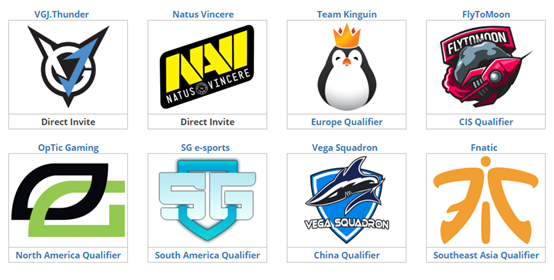 VGJ.Thunder
Natus Vincere
Team Kinguin
FlyToMoon
NAVI
NATUS VINCERE
FLYTOMOON
Direct Invite
Direct Invite
Europe Qualifier
CIS Qualifier
OpTic Gaming
SG e-sports
Vega Squadron
Fnatic
SG
VEGA SQUADRON
North America Qualifier
South America Qualifier
China Qualifier
Southeast Asia Qualifier